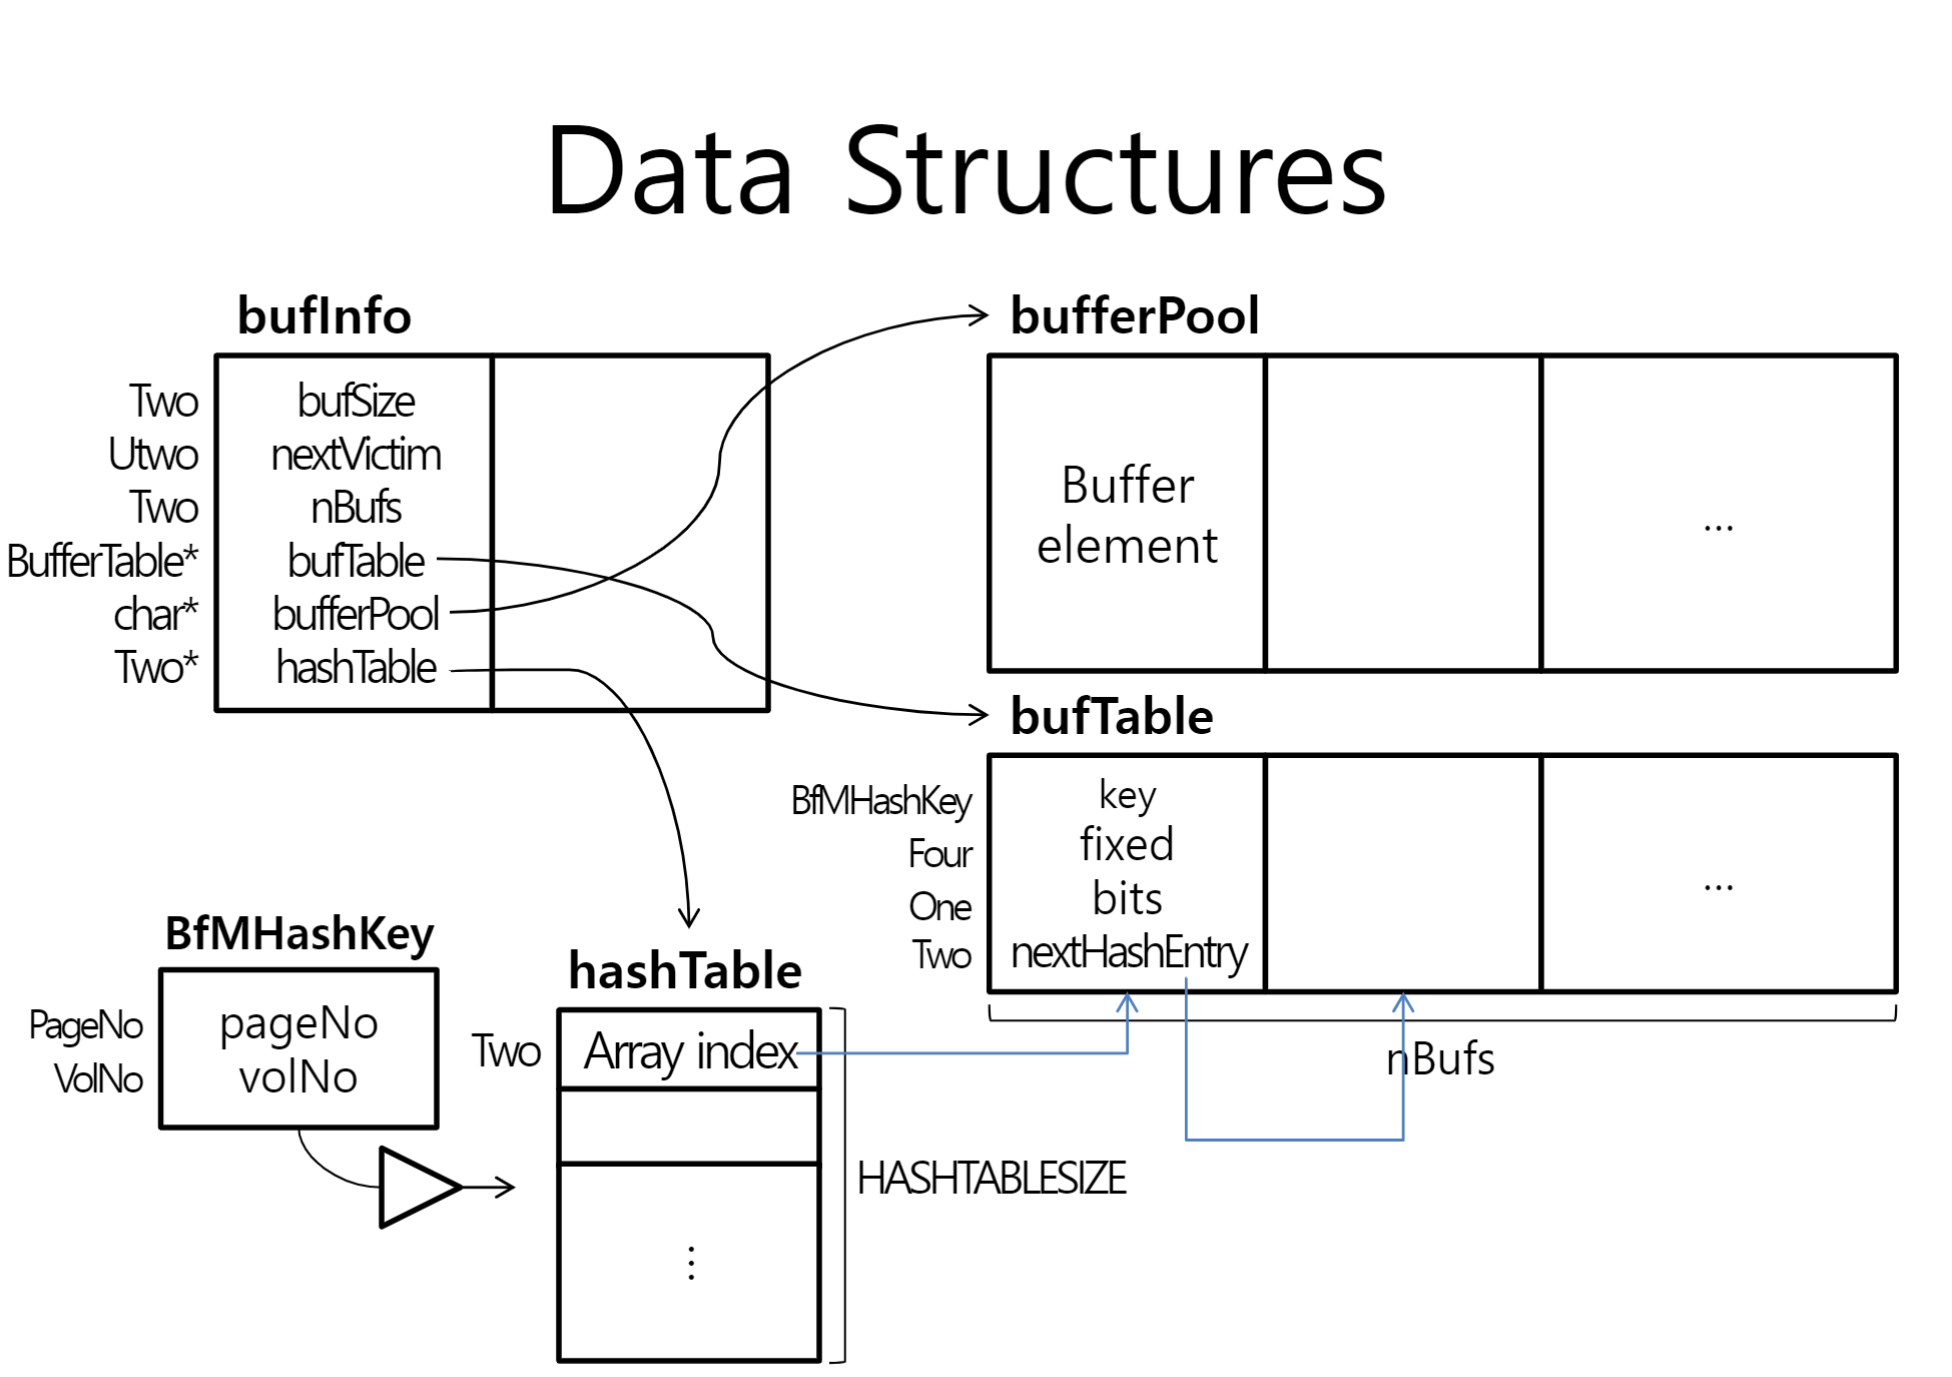 Data Structures
bufInfo
Two bufSize
Utwo nextVictim
Two nBufs
BufferTable* bufTable
char* bufferPool
Two* hashTable
bufferPool
Buffer
element
...
bufTable
BfMHashKey key
Four fixed
One bits
Two nextHashEntry
...
nBufs
BfMHashKey
PageNo pageNo
VolNo volNo
hashTable
Two Array index
⋮
HASHTABLESIZE